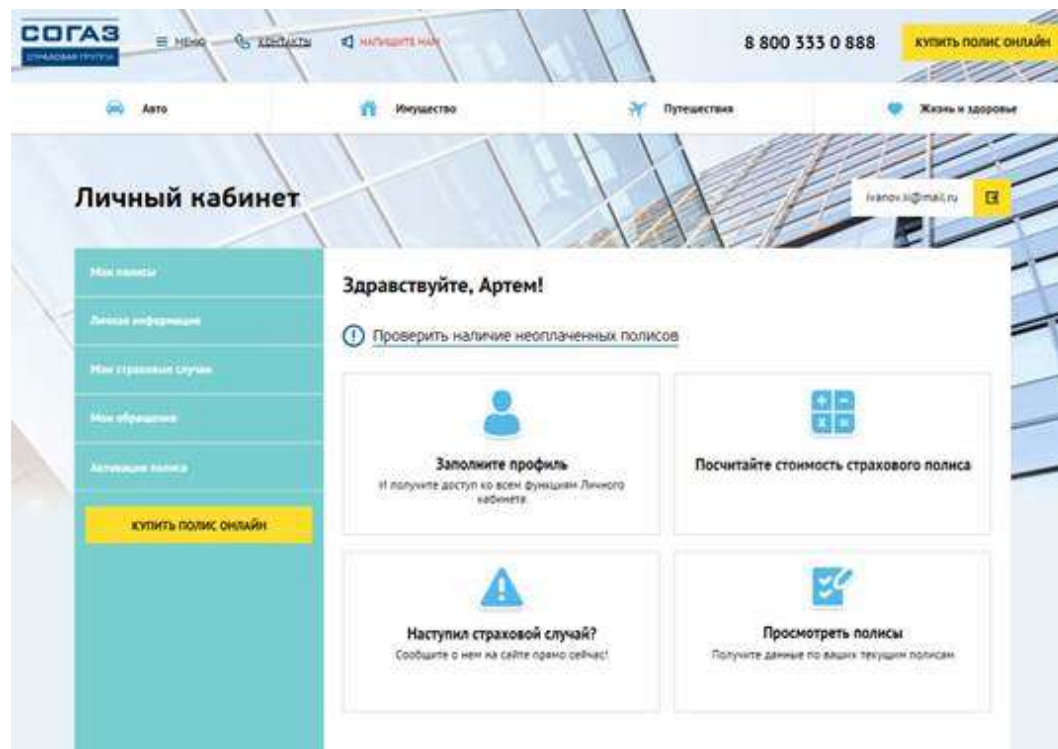 СОГАЗ
СТРАХОВАЯ ГРУППА
МЕНЮ
КОНТАКТЫ
НАПИШИТЕ НАМ
8 800 333 0 888
КУПИТЬ ПОЛИС ОНЛАЙН
Авто
Имущество
Путешествия
Жизнь и здоровье
Личный кабинет
ivanov.ii@mail.ru
Мои полисы
Личная информация
Мои страховые случаи
Мои обращения
Активация полиса
КУПИТЬ ПОЛИС ОНЛАЙН
Здравствуйте, Артем!
Проверить наличие неоплаченных полисов
Заполните профиль
И получите доступ ко всем функциям Личного
кабинета
Посчитайте стоимость страхового полиса
Наступил страховой случай?
Сообщите о нем на сайте прямо сейчас!
Просмотреть полисы
Получите данные по вашим текущим полисам